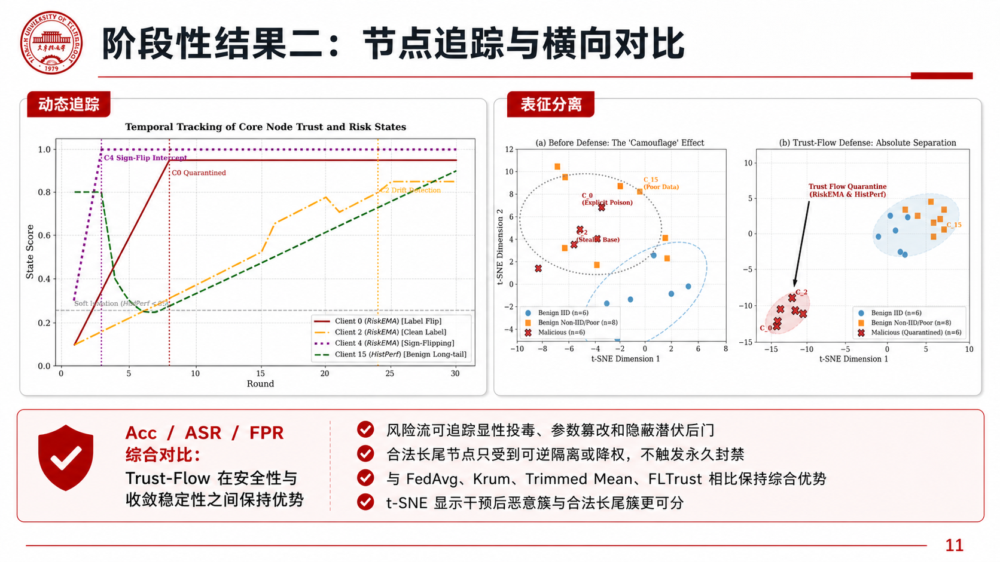 1979
阶段性结果二：节点追踪与横向对比
动态追踪
Temporal Tracking of Core Node Trust and Risk States
State Score
1.0
0.8
0.6
0.4
0.2
0.0
C4 Sign-Flip Intercept
C0 Quarantined
C2 Drift Detection
Client 0 (RiskEMA) [Label Flip]
Client 2 (RiskEMA) [Clean Label]
Client 4 (RiskEMA) [Sign-Flipping]
Client 15 (HistPerf) [Benign Long-tail]
0 5 10 15 20 25 30
Round
表征分离
(a) Before Defense: The 'Camouflage' Effect
t-SNE Dimension 2
12
10
8
6
4
2
0
−2
−4
C_15
(Poor Data)
C_0
(Explicit Poison)
Benign IID (n=6)
Benign Non-IID/Poor (n=8)
Malicious (n=6)
−10 −8 −6 −4 −2 0 2 6 8
t-SNE Dimension 1
(b) Trust-Flow Defense: Absolute Separation
10
5
0
−5
−10
−15
Trust Flow Quarantine
(RiskEMA & HistPerf)
C_15
C_2
C_0
Benign IID (n=6)
Benign Non-IID/Poor (n=8)
Malicious (Quarantined) (n=6)
−15 −10 −5 0 5 10
t-SNE Dimension 1
Acc / ASR / FPR
综合对比：
Trust-Flow 在安全性与
收敛稳定性之间保持优势
风险流可追踪显性投毒、参数篡改和隐蔽潜伏后门
合法长尾节点只受到可逆隔离或降权，不触发永久封禁
与 FedAvg、Krum、Trimmed Mean、FLTrust 相比保持综合优势
t-SNE 显示干预后恶意簇与合法长尾簇更可分
11